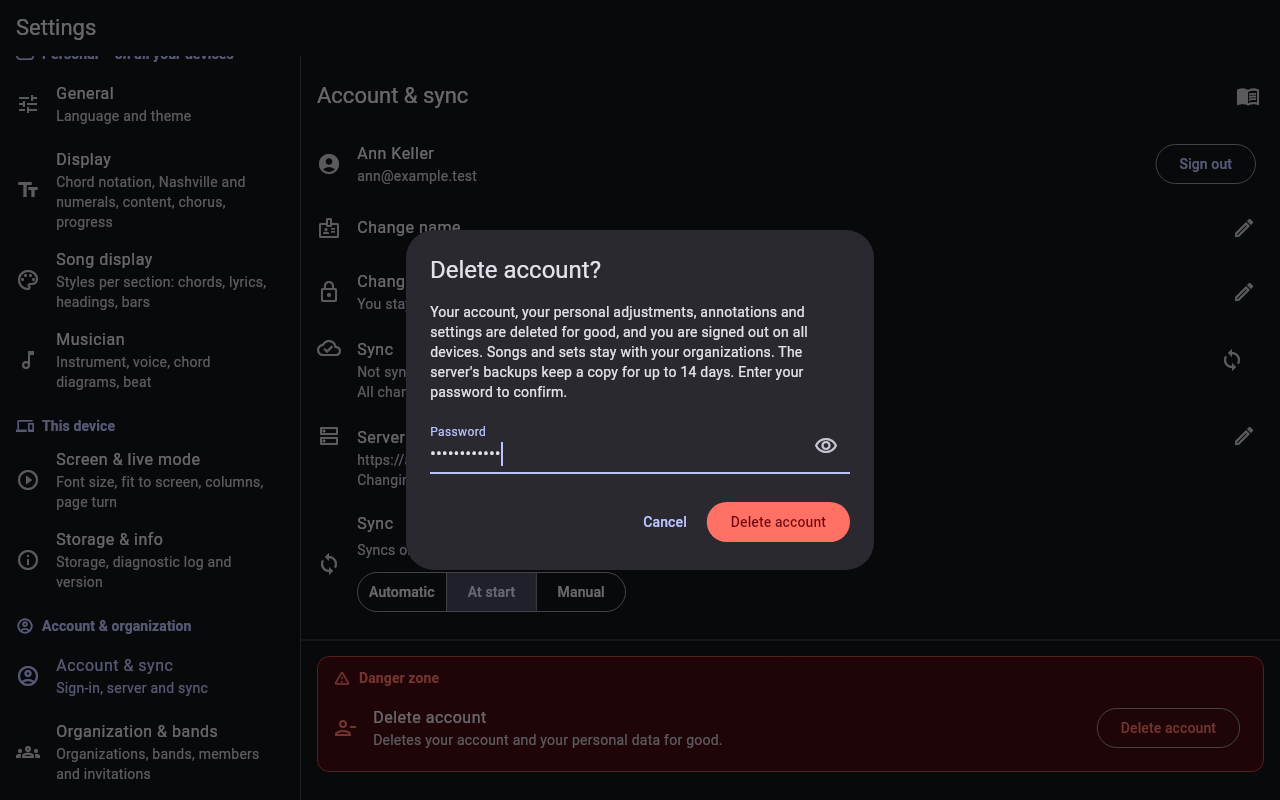 Settings
Personal – on all your devices
General
Language and theme
Display
Chord notation, Nashville and
numerals, content, chorus,
progress
Song display
Styles per section: chords, lyrics,
headings, bars
Musician
Instrument, voice, chord
diagrams, beat
This device
Screen & live mode
Font size, fit to screen, columns,
page turn
Storage & info
Storage, diagnostic log and
version
Account & organization
Account & sync
Sign-in, server and sync
Organization & bands
Organizations, bands, members
and invitations
Account & sync
Ann Keller
ann@example.test
Sign out
Change name
Chang
You sta
Sync
Not syn
All char
Server
https://
Changin
Sync
Syncs o
Automatic
At start
Manual
Danger zone
Delete account
Deletes your account and your personal data for good.
Delete account
Delete account?
Your account, your personal adjustments, annotations and
settings are deleted for good, and you are signed out on all
devices. Songs and sets stay with your organizations. The
server's backups keep a copy for up to 14 days. Enter your
password to confirm.
Password
••••••••••••
Cancel
Delete account